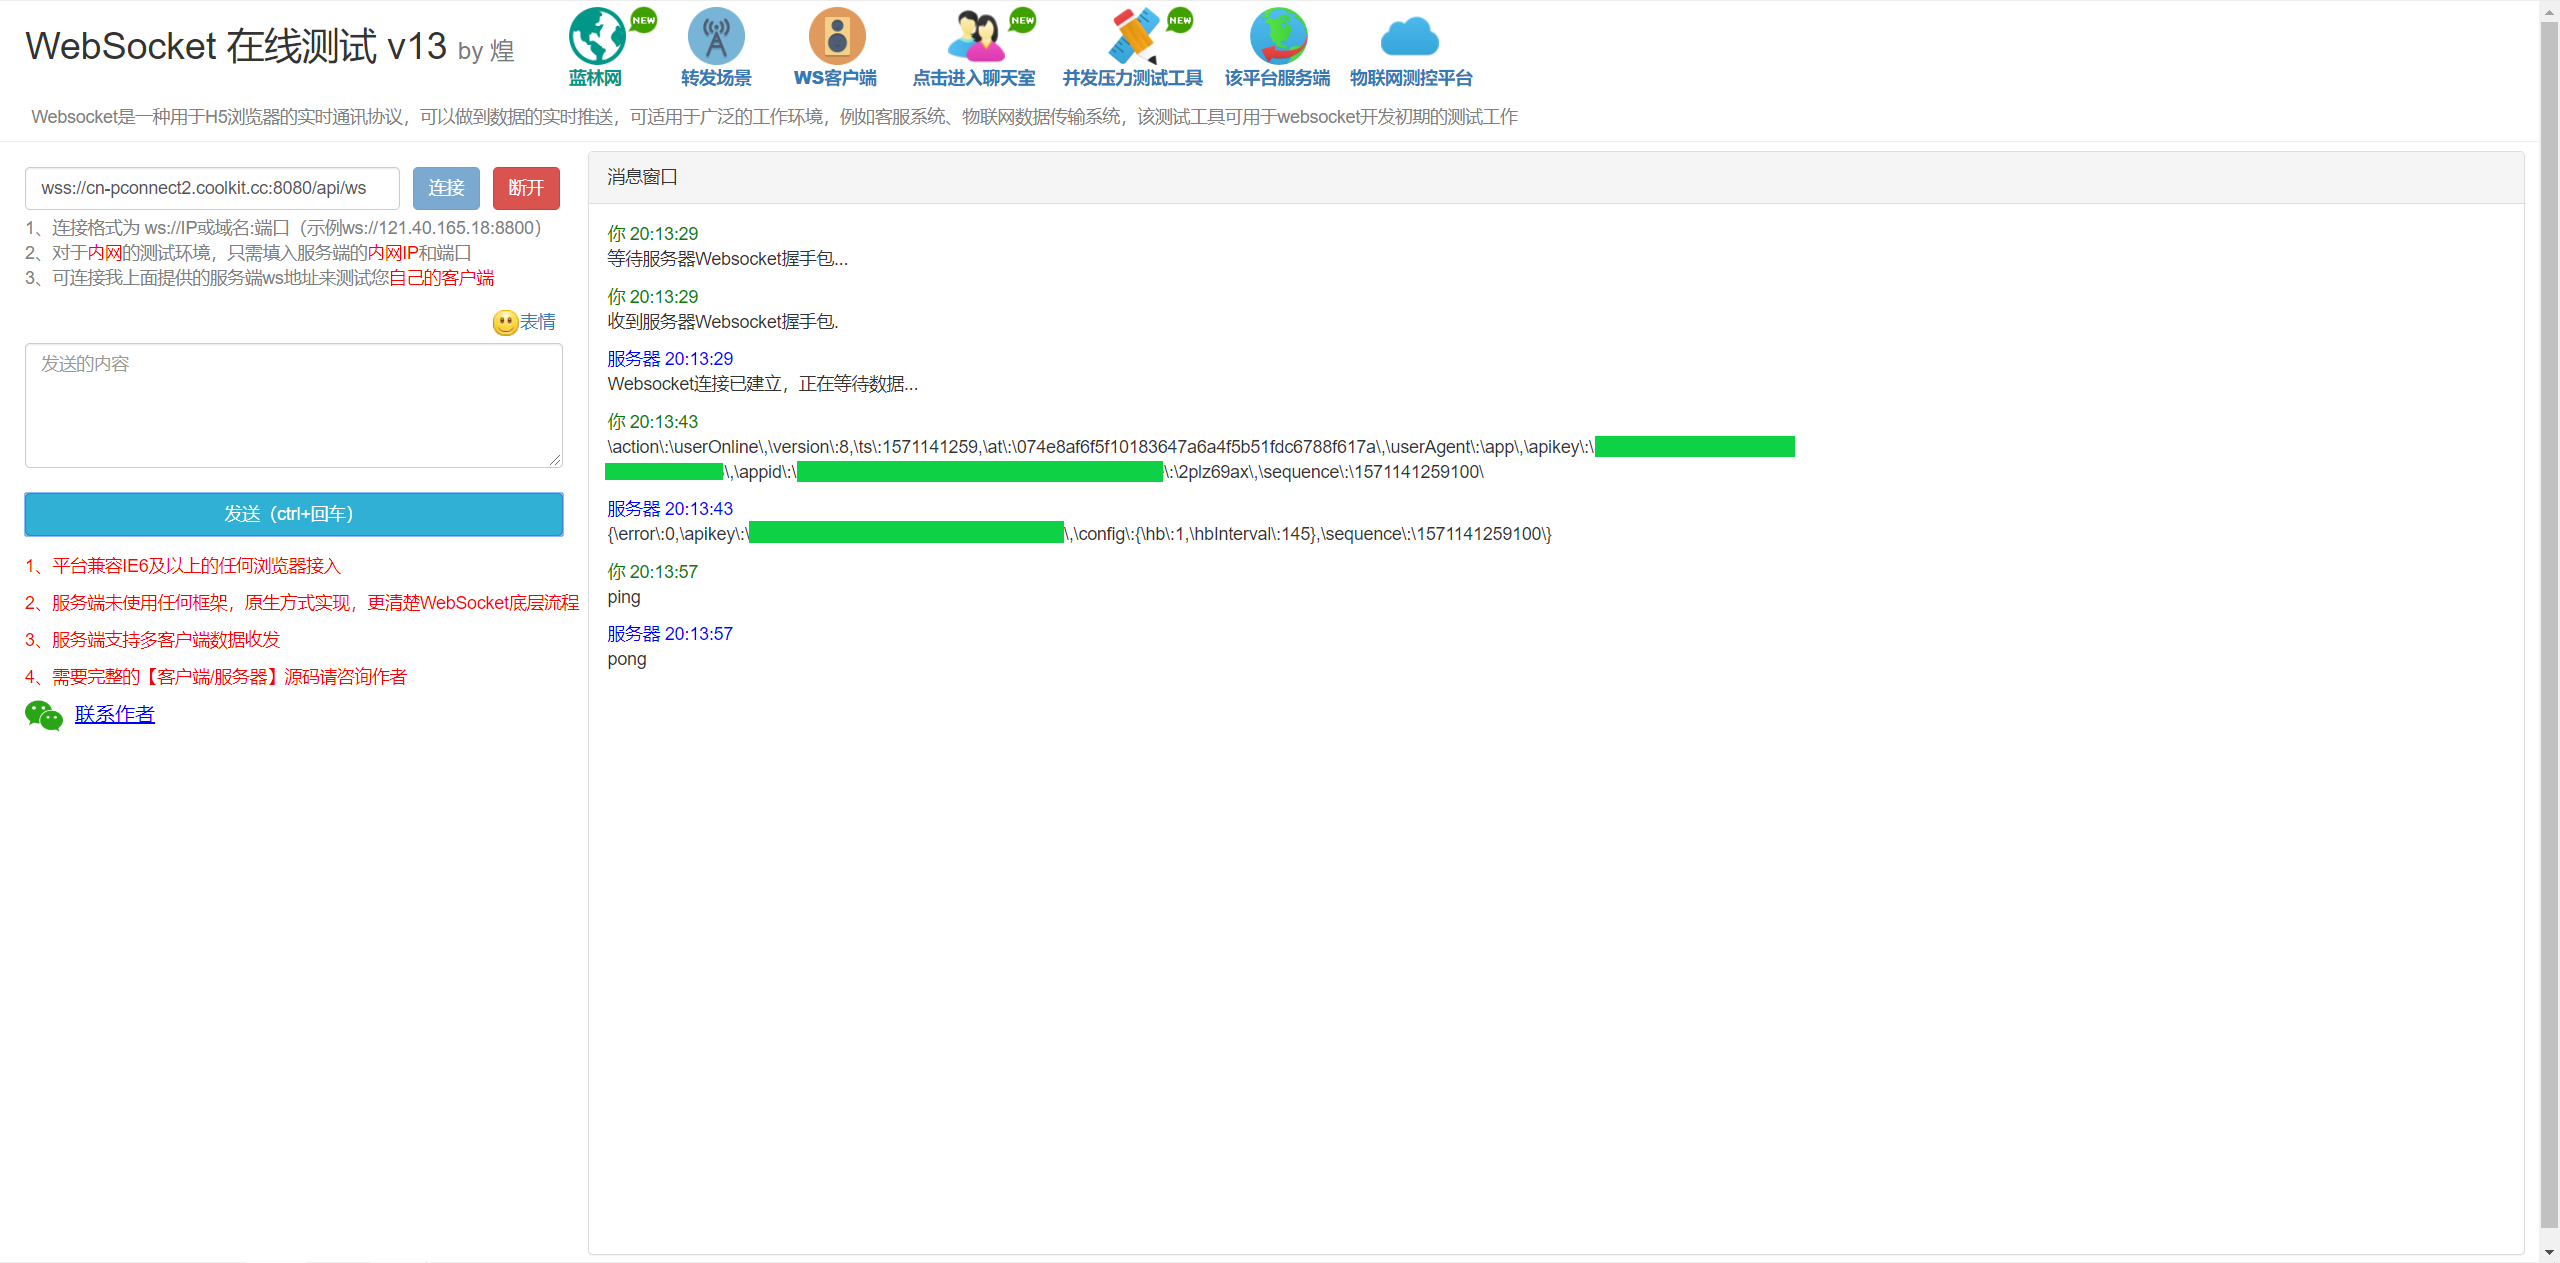 WebSocket 在线测试 v13 by 煌
NEW
蓝林网
转发场景
WS客户端
NEW
点击进入聊天室
NEW
并发压力测试工具
该平台服务端
物联网测控平台
Websocket是一种用于H5浏览器的实时通讯协议，可以做到数据的实时推送，可适用于广泛的工作环境，例如客服系统、物联网数据传输系统，该测试工具可用于websocket开发初期的测试工作
wss://cn-pconnect2.coolkit.cc:8080/api/ws
连接
断开
1、连接格式为 ws://IP或域名:端口（示例ws://121.40.165.18:8800）
2、对于内网的测试环境，只需填入服务端的内网IP和端口
3、可连接我上面提供的服务端ws地址来测试您自己的客户端
表情
发送的内容
发送（ctrl+回车）
1、平台兼容IE6及以上的任何浏览器接入
2、服务端未使用任何框架，原生方式实现，更清楚WebSocket底层流程
3、服务端支持多客户端数据收发
4、需要完整的【客户端/服务器】源码请咨询作者
联系作者
消息窗口
你 20:13:29
等待服务器Websocket握手包...
你 20:13:29
收到服务器Websocket握手包.
服务器 20:13:29
Websocket连接已建立，正在等待数据...
你 20:13:43
\action\:\userOnline\,\version\:8,\ts\:1571141259,\at\:\074e8af6f5f10183647a6a4f5b51fdc6788f617a\,\userAgent\:\app\,\apikey\:\
\,\appid\:\ \:\2plz69ax\,\sequence\:\1571141259100\
服务器 20:13:43
{\error\:0,\apikey\:\ \,\config\:{\hb\:1,\hbInterval\:145},\sequence\:\1571141259100\}
你 20:13:57
ping
服务器 20:13:57
pong